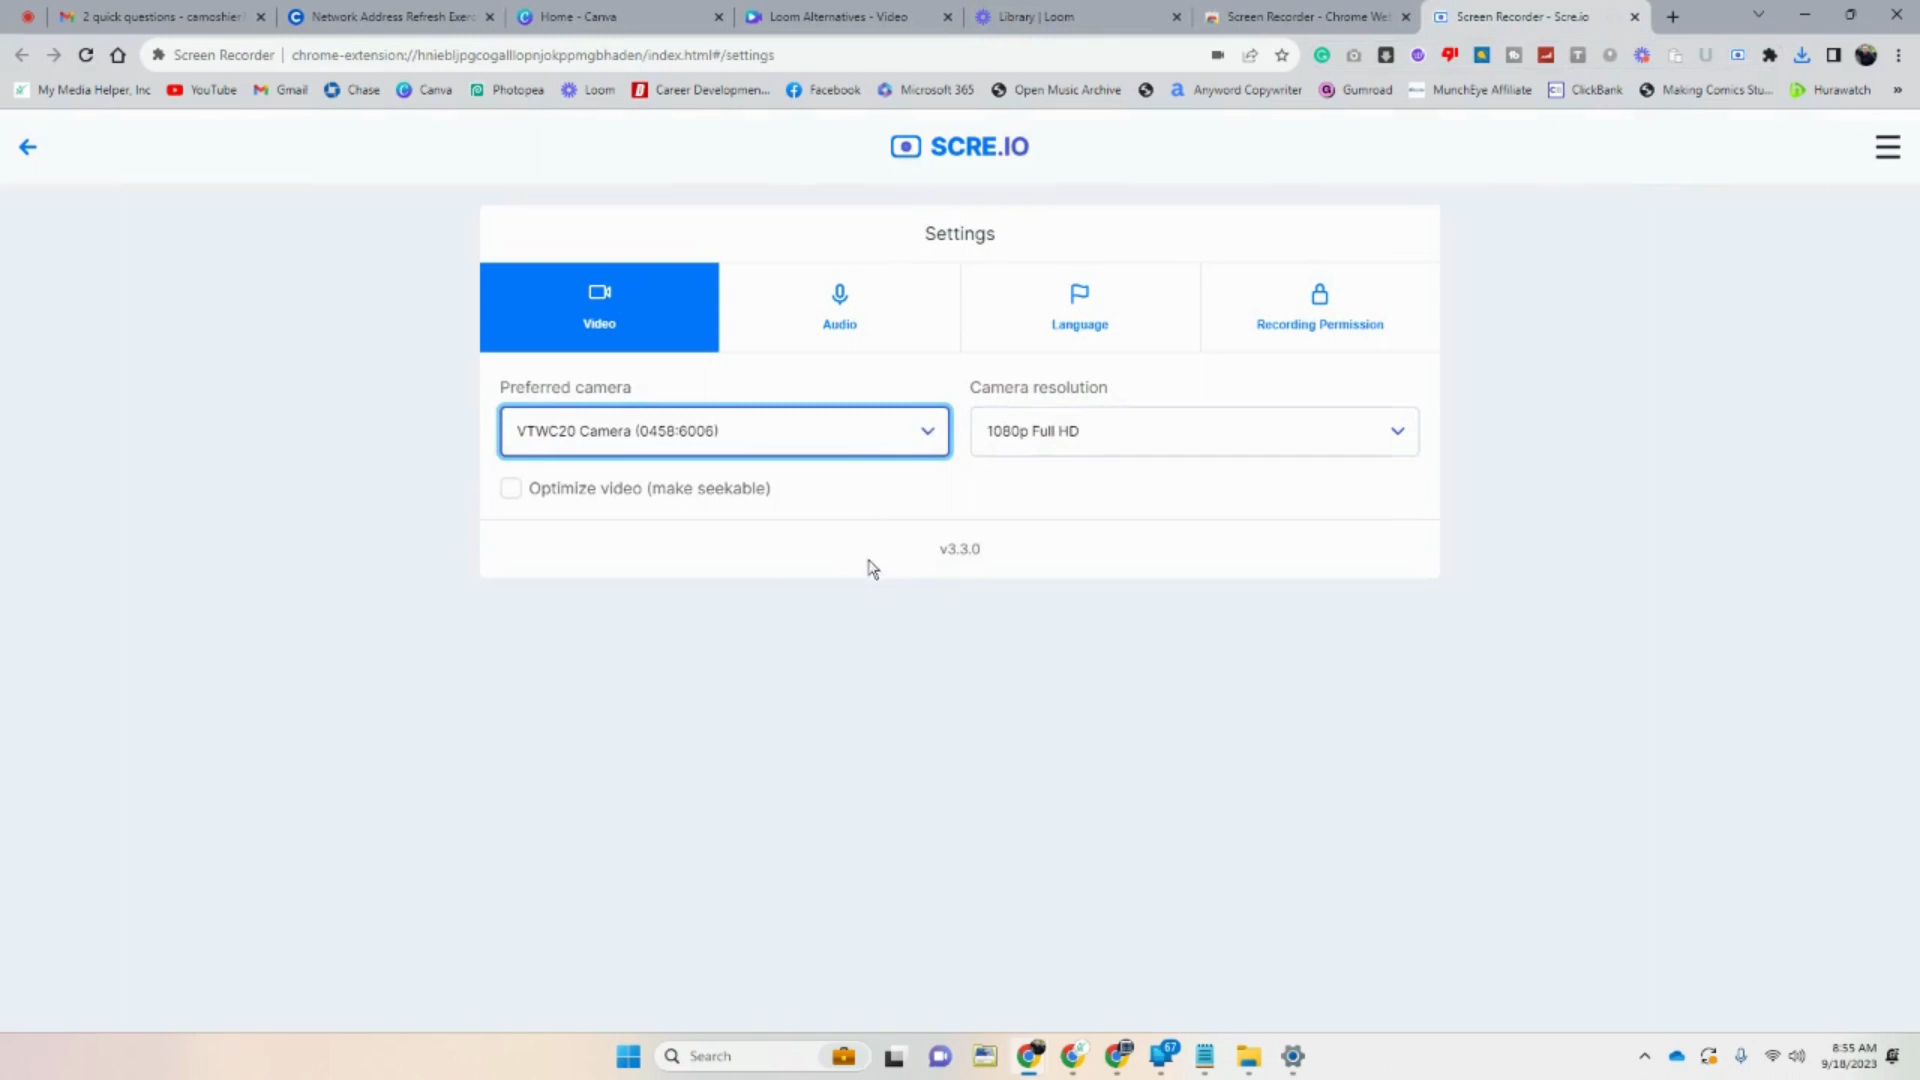 2 quick questions - camoshier
Network Address Refresh Exerc
Home - Canva
Loom Alternatives - Video
Library | Loom
Screen Recorder - Chrome We
Screen Recorder - Scre.io
Screen Recorder | chrome-extension://hniebljpgcogalllopnjokppmgbhaden/index.html#/settings
My Media Helper, Inc
YouTube
Gmail
Chase
Canva
Photopea
Loom
Career Developmen...
Facebook
Microsoft 365
Open Music Archive
Anyword Copywriter
Gumroad
MunchEye Affiliate
ClickBank
Making Comics Stu...
Hurawatch
»
SCRE.IO
Settings
Video
Audio
Language
Recording Permission
Preferred camera
Camera resolution
VTWC20 Camera (0458:6006)
1080p Full HD
Optimize video (make seekable)
v3.3.0
Search
67
8:55 AM
9/18/2023